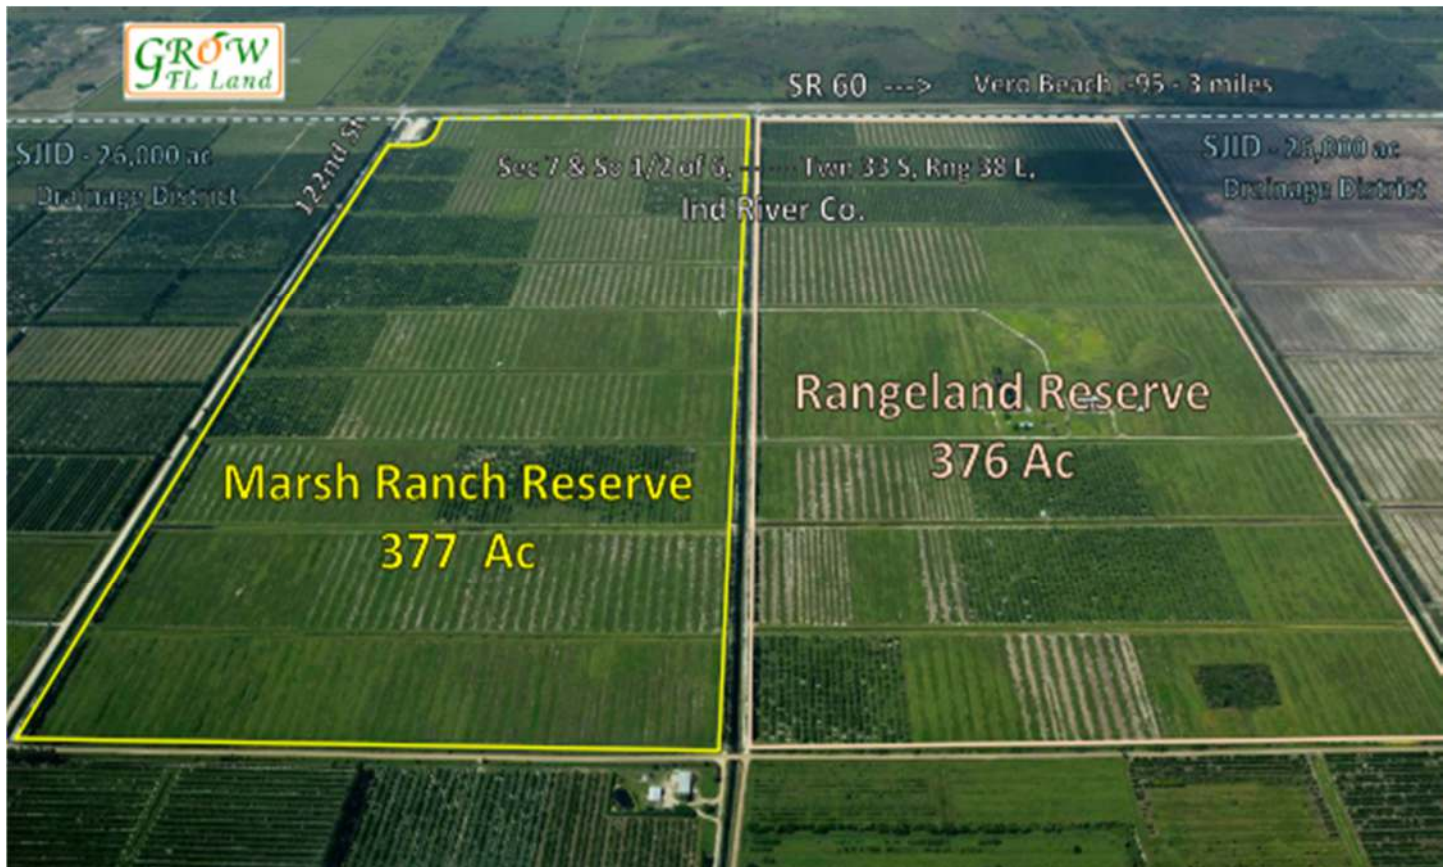 GROW
FL Land
SR 60 ---> Vero Beach I-95 - 3 miles
SJID - 26,000 ac
Drainage District
122nd St
Sec 7 & So 1/2 of 6, ------ Twn 33 S, Rng 38 E,
Ind River Co.
SJID - 26,000 ac
Drainage District
Rangeland Reserve
376 Ac
Marsh Ranch Reserve
377 Ac